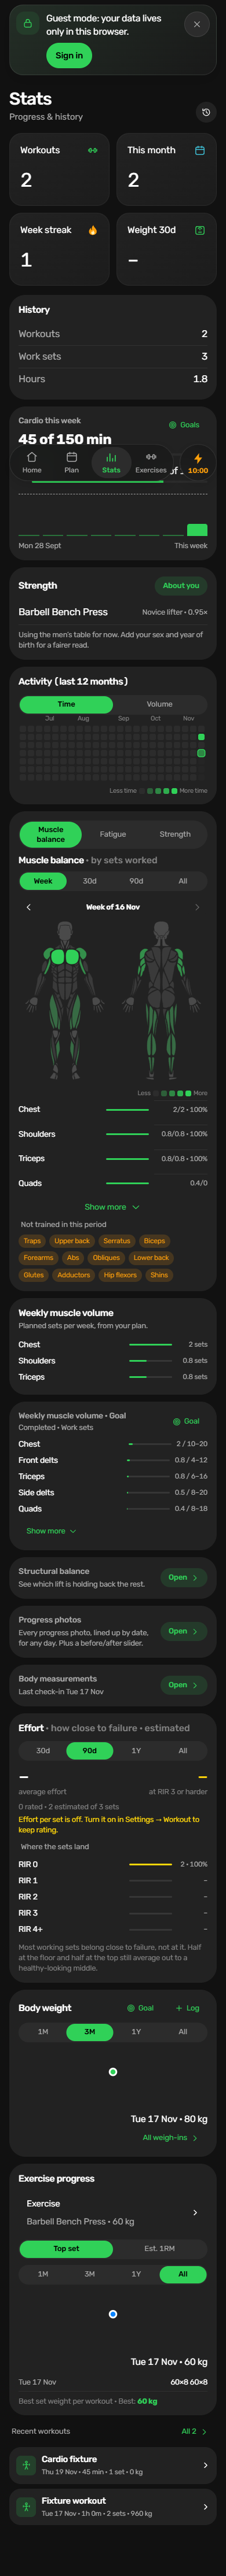 Guest mode: your data lives
only in this browser.
Sign in
Stats
Progress & history
Workouts
2
This month
2
Week streak
1
Weight 30d
–
History
Workouts 2
Work sets 3
Hours 1.8
Cardio this week
Goals
45 of 150 min
Home
Plan
Stats
Exercises
10:00
Mon 28 Sept
This week
Strength
About you
Barbell Bench Press
Novice lifter • 0.95×
Using the men's table for now. Add your sex and year of
birth for a fairer read.
Activity (last 12 months)
Time
Volume
Jul Aug Sep Oct Nov
Less time
More time
Muscle
balance
Fatigue
Strength
Muscle balance · by sets worked
Week 30d 90d All
Week of 16 Nov
Less
More
Chest 2/2 • 100%
Shoulders 0.8/0.8 • 100%
Triceps 0.8/0.8 • 100%
Quads 0.4/0
Show more
Not trained in this period
Traps Upper back Serratus Biceps
Forearms Abs Obliques Lower back
Glutes Adductors Hip flexors Shins
Weekly muscle volume
Planned sets per week, from your plan.
Chest 2 sets
Shoulders 0.8 sets
Triceps 0.8 sets
Weekly muscle volume · Goal
Completed · Work sets
Goal
Chest 2 / 10–20
Front delts 0.8 / 4–12
Triceps 0.8 / 6–16
Side delts 0.5 / 8–20
Quads 0.4 / 8–18
Show more
Structural balance
See which lift is holding back the rest.
Open
Progress photos
Every progress photo, lined up by date,
for any day. Plus a before/after slider.
Open
Body measurements
Last check-in Tue 17 Nov
Open
Effort · how close to failure · estimated
30d 90d 1Y All
–
–
average effort
at RIR 3 or harder
0 rated • 2 estimated of 3 sets
Effort per set is off. Turn it on in Settings → Workout to
keep rating.
Where the sets land
RIR 0 2 • 100%
RIR 1 –
RIR 2 –
RIR 3 –
RIR 4+ –
Most working sets belong close to failure, not at it. Half
at the floor and half at the top still average out to a
healthy-looking middle.
Body weight
Goal
Log
1M 3M 1Y All
Tue 17 Nov • 80 kg
All weigh-ins
Exercise progress
Exercise
Barbell Bench Press • 60 kg
Top set
Est. 1RM
1M 3M 1Y All
Tue 17 Nov • 60 kg
Tue 17 Nov 60×8 60×8
Best set weight per workout • Best: 60 kg
Recent workouts
All 2
Cardio fixture
Thu 19 Nov • 45 min • 1 set • 0 kg
Fixture workout
Tue 17 Nov • 1h 0m • 2 sets • 960 kg